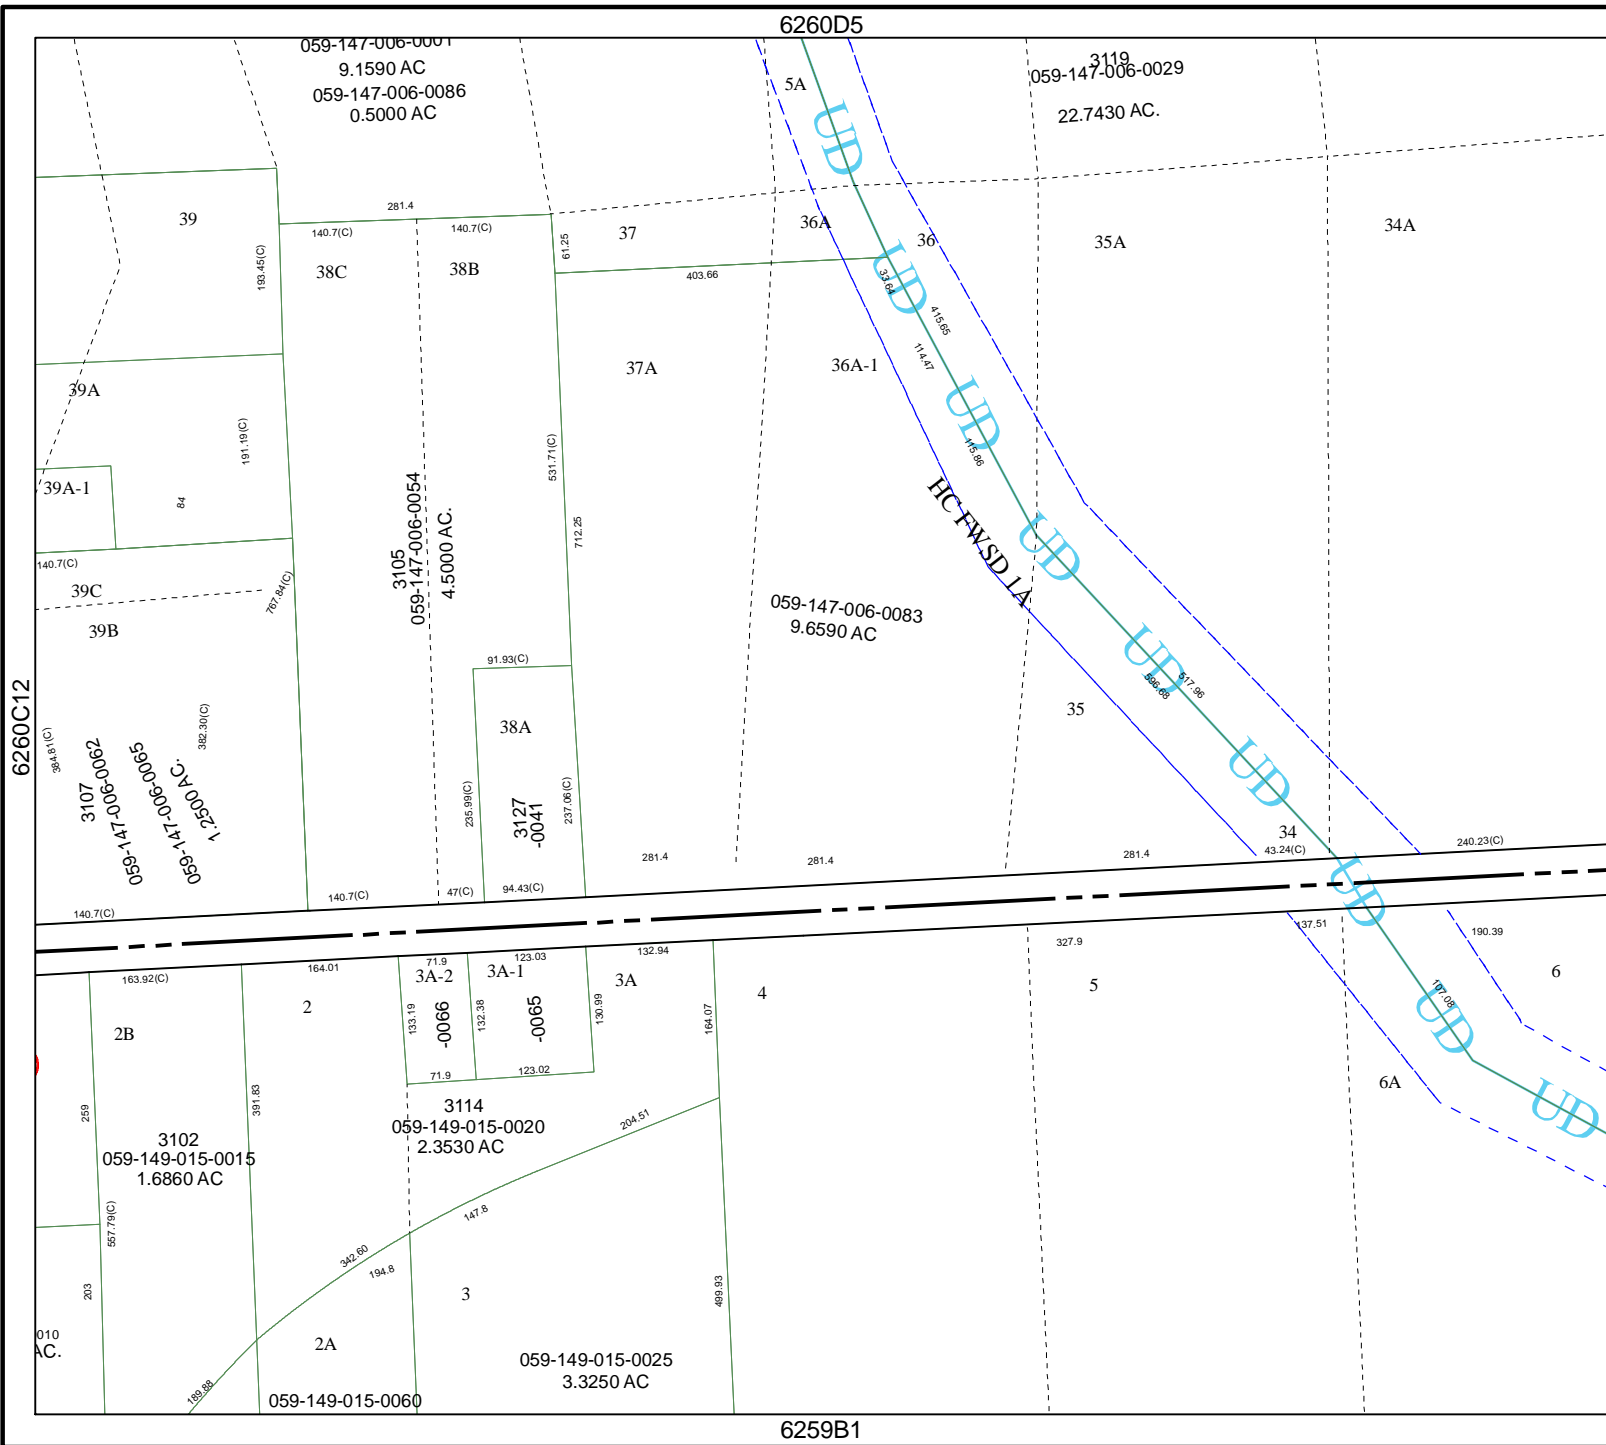 6260D5
059-147-006-0001
9.1590 AC
059-147-006-0086
0.5000 AC
5A
3119
059-147-006-0029
22.7430 AC.
UD
39
281.4
140.7(C)
140.7(C)
61.25
37
36A
36
35A
34A
193.45(C)
38C
38B
403.66
33.64
UD
415.65
114.47
39A
37A
36A-1
191.19(C)
531.71(C)
UD
115.86
39A-1
84
3105
059-147-006-0054
4.5000 AC.
712.25
HC FWSD 1A
UD
140.7(C)
39C
767.84(C)
39B
059-147-006-0083
9.6590 AC
91.93(C)
UD
596.68
517.96
6260C12
384.81(C)
3107
059-147-006-0062
059-147-006-0065
1.2500 AC.
382.30(C)
38A
35
235.99(C)
3127
-0041
237.06(C)
UD
34
43.24(C)
240.23(C)
281.4
281.4
281.4
140.7(C)
140.7(C)
47(C)
94.43(C)
UD
163.92(C)
164.01
71.9
123.03
132.94
327.9
137.51
190.39
2B
2
3A-2
3A-1
3A
4
5
6
133.19
-0066
132.38
-0065
130.99
164.07
107.08
UD
71.9
123.02
6A
259
391.83
3114
059-149-015-0020
2.3530 AC
204.51
UD
3102
059-149-015-0015
1.6860 AC
557.79(C)
147.8
342.60
194.8
203
3
499.93
010
AC.
2A
189.88
059-149-015-0060
059-149-015-0025
3.3250 AC
6259B1